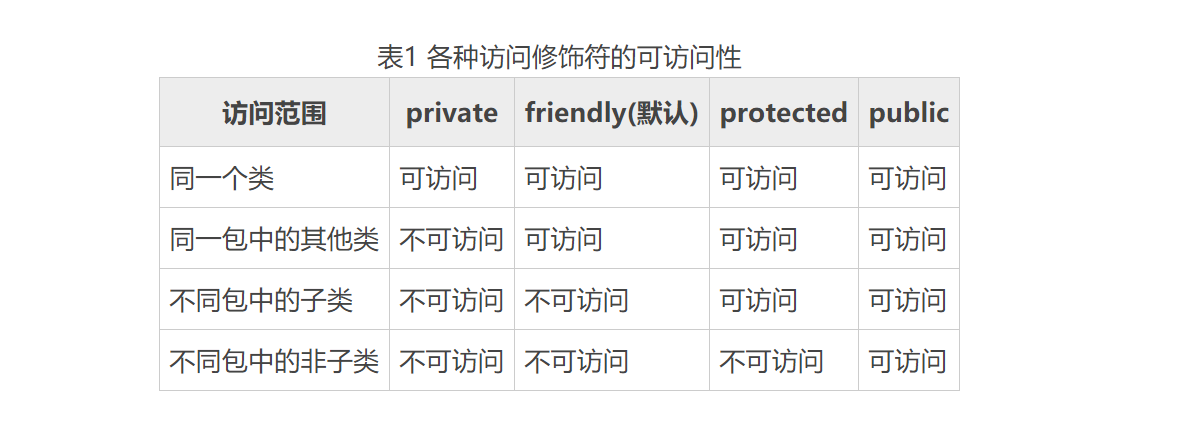 表1 各种访问修饰符的可访问性
访问范围 private friendly(默认) protected public
同一个类 可访问 可访问 可访问 可访问
同一包中的其他类 不可访问 可访问 可访问 可访问
不同包中的子类 不可访问 不可访问 可访问 可访问
不同包中的非子类 不可访问 不可访问 不可访问 可访问